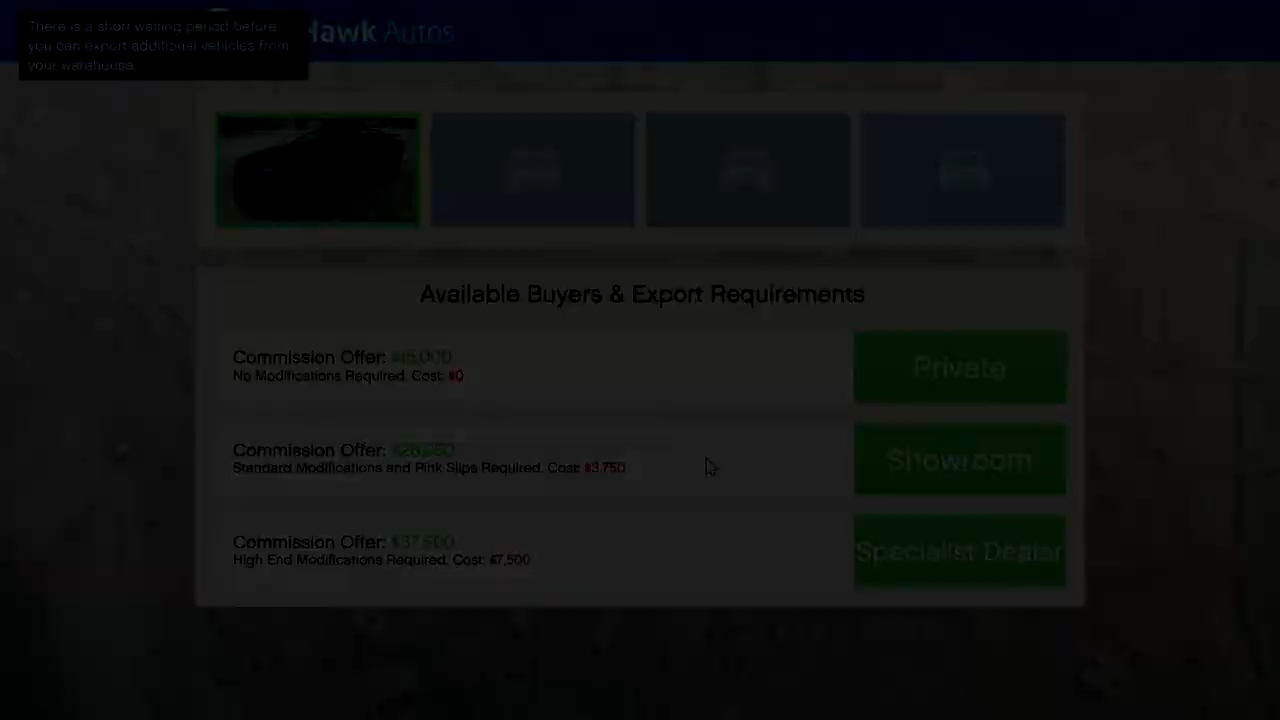 There is a short waiting period before
you can export additional vehicles from
your warehouse.
Hawk Autos
Available Buyers & Export Requirements
Commission Offer: $15,000
No Modifications Required. Cost: $0
Private
Commission Offer: $26,250
Standard Modifications and Pink Slips Required. Cost: $3,750
Showroom
Commission Offer: $37,500
High End Modifications Required. Cost: $7,500
Specialist Dealer